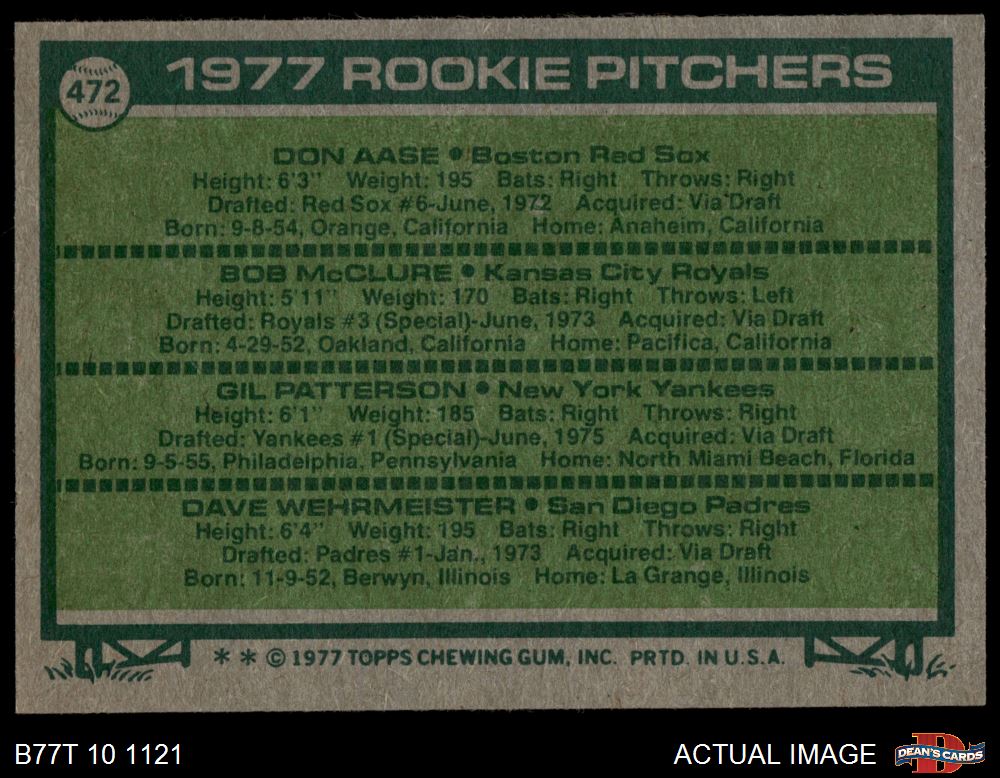 472
1977 ROOKIE PITCHERS
DON AASE • Boston Red Sox
Height: 6'3" Weight: 195 Bats: Right Throws: Right
Drafted: Red Sox #6-June, 1972 Acquired: Via Draft
Born: 9-8-54, Orange, California Home: Anaheim, California
BOB McCLURE • Kansas City Royals
Height: 5'11" Weight: 170 Bats: Right Throws: Left
Drafted: Royals #3 (Special)-June, 1973 Acquired: Via Draft
Born: 4-29-52, Oakland, California Home: Pacifica, California
GIL PATTERSON • New York Yankees
Height: 6'1" Weight: 185 Bats: Right Throws: Right
Drafted: Yankees #1 (Special)-June, 1975 Acquired: Via Draft
Born: 9-5-55, Philadelphia, Pennsylvania Home: North Miami Beach, Florida
DAVE WEHRMEISTER • San Diego Padres
Height: 6'4" Weight: 195 Bats: Right Throws: Right
Drafted: Padres #1-Jan., 1973 Acquired: Via Draft
Born: 11-9-52, Berwyn, Illinois Home: La Grange, Illinois
* * © 1977 TOPPS CHEWING GUM, INC. PRTD. IN U.S.A.
B77T 10 1121
ACTUAL IMAGE
D
DEAN'S CARDS